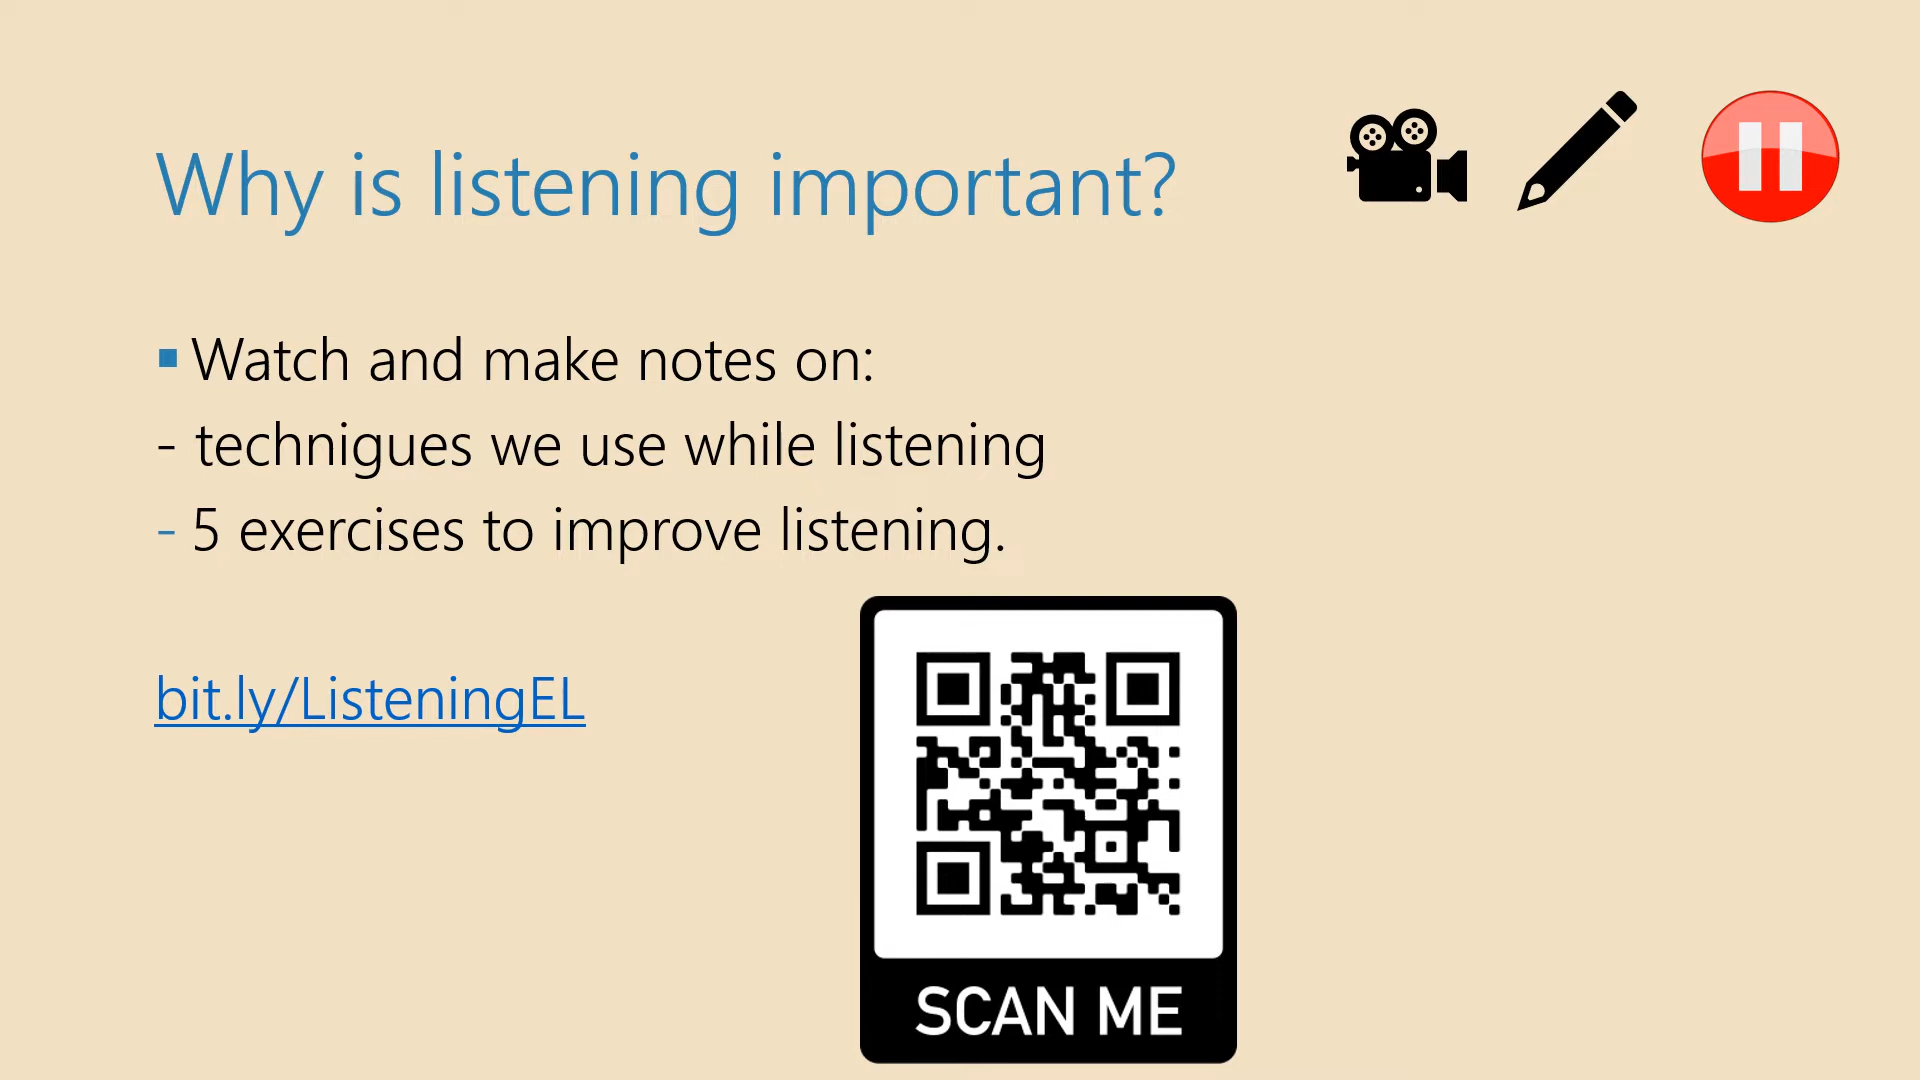 Why is listening important?
Watch and make notes on:
- technigues we use while listening
- 5 exercises to improve listening.
bit.ly/ListeningEL
SCAN ME